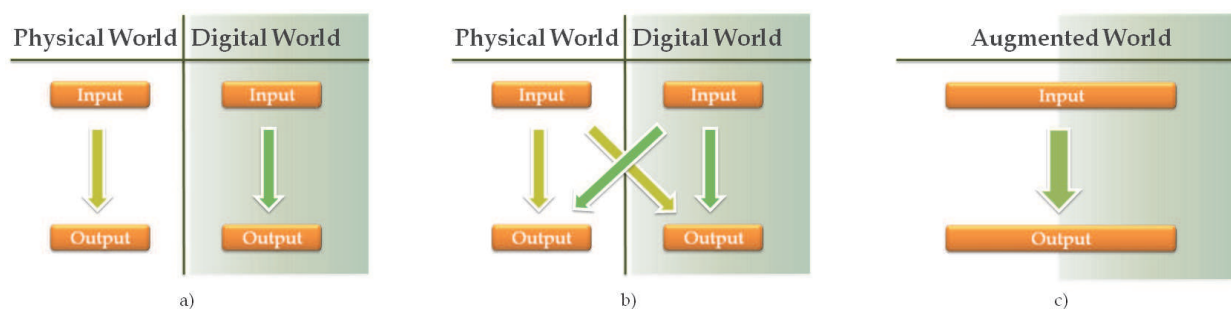 Physical World Digital World
Input Input
Output Output
a)
Physical World Digital World
Input Input
Output Output
b)
Augmented World
Input
Output
c)